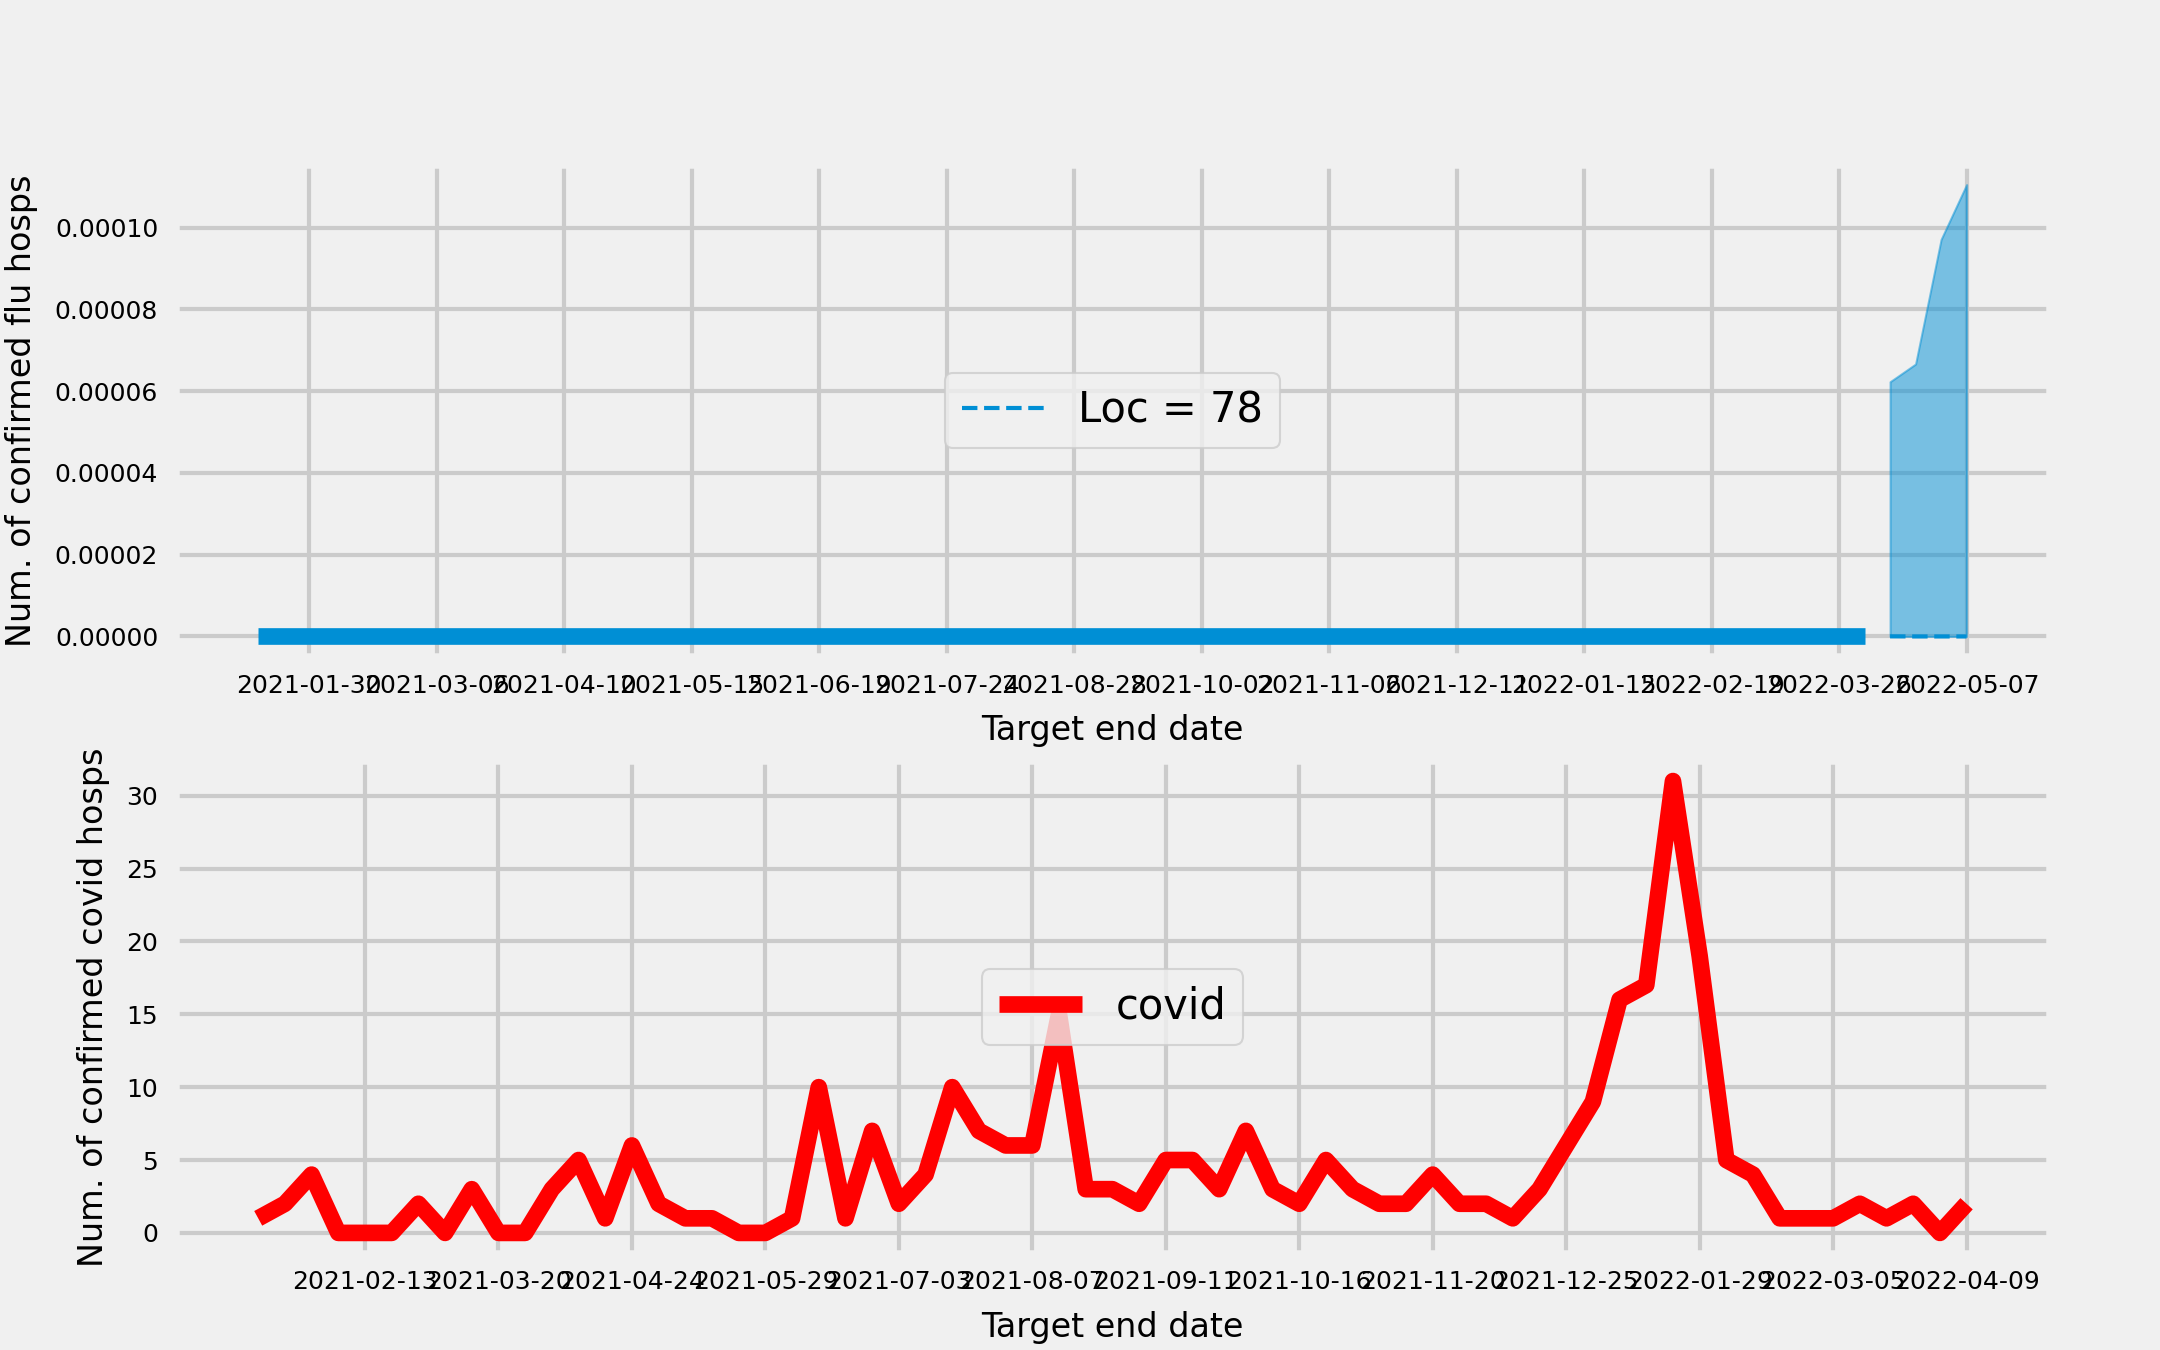 Num. of confirmed flu hosps
0.00010
0.00008
0.00006
0.00004
0.00002
0.00000
Loc = 78
2021-01-30 2021-03-06 2021-04-10 2021-05-15 2021-06-19 2021-07-24 2021-08-28 2021-10-02 2021-11-06 2021-12-11 2022-01-15 2022-02-19 2022-03-26 2022-05-07
Target end date
Num. of confirmed covid hosps
30
25
20
15
10
5
0
covid
2021-02-13 2021-03-20 2021-04-24 2021-05-29 2021-07-03 2021-08-07 2021-09-11 2021-10-16 2021-11-20 2021-12-25 2022-01-29 2022-03-05 2022-04-09
Target end date